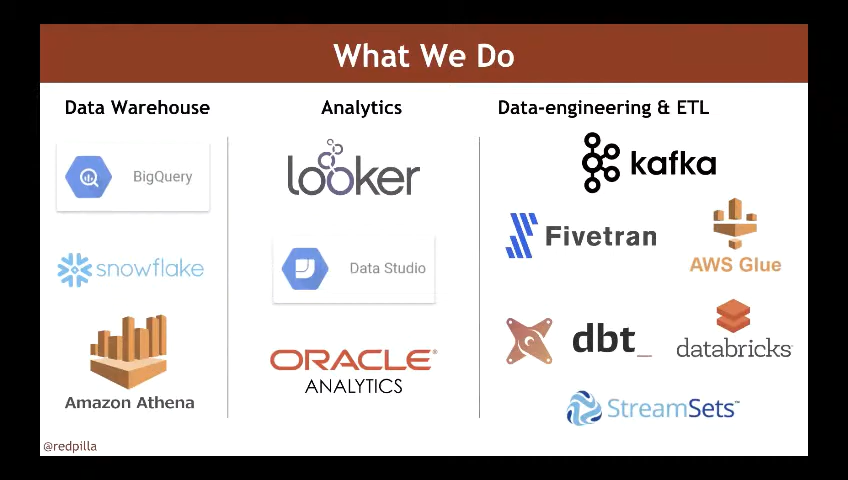 What We Do
Data Warehouse
BigQuery
snowflake
Amazon Athena
Analytics
looker
Data Studio
ORACLE®
ANALYTICS
Data-engineering & ETL
kafka
Fivetran
AWS Glue
dbt_
databricks
StreamSets™
@redpilla